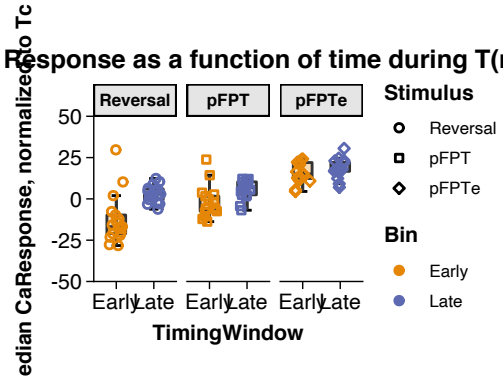 Response as a function of time during T(
edian CaResponse, normalized to Tc
Reversal pFPT pFPTe
50
25
0
-25
-50
Early Late Early Late Early Late
TimingWindow
Stimulus
Reversal
pFPT
pFPTe
Bin
Early
Late